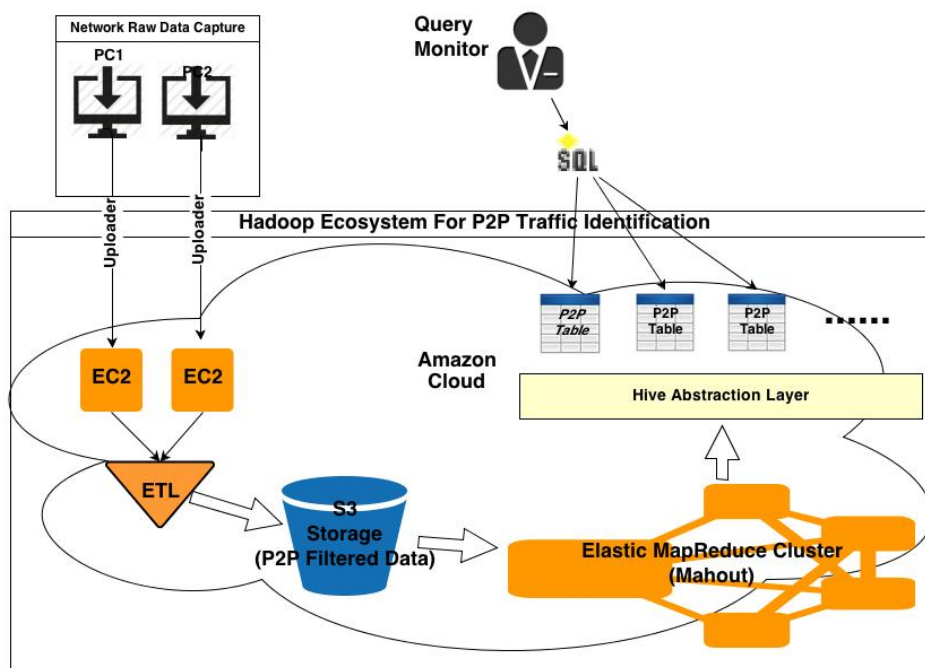 Network Raw Data Capture
PC1
PC2
Query
Monitor
SQL
Uploader
Uploader
Hadoop Ecosystem For P2P Traffic Identification
P2P
Table
P2P
Table
P2P
Table
......
EC2
EC2
Amazon
Cloud
Hive Abstraction Layer
ETL
S3
Storage
(P2P Filtered Data)
Elastic MapReduce Cluster
(Mahout)